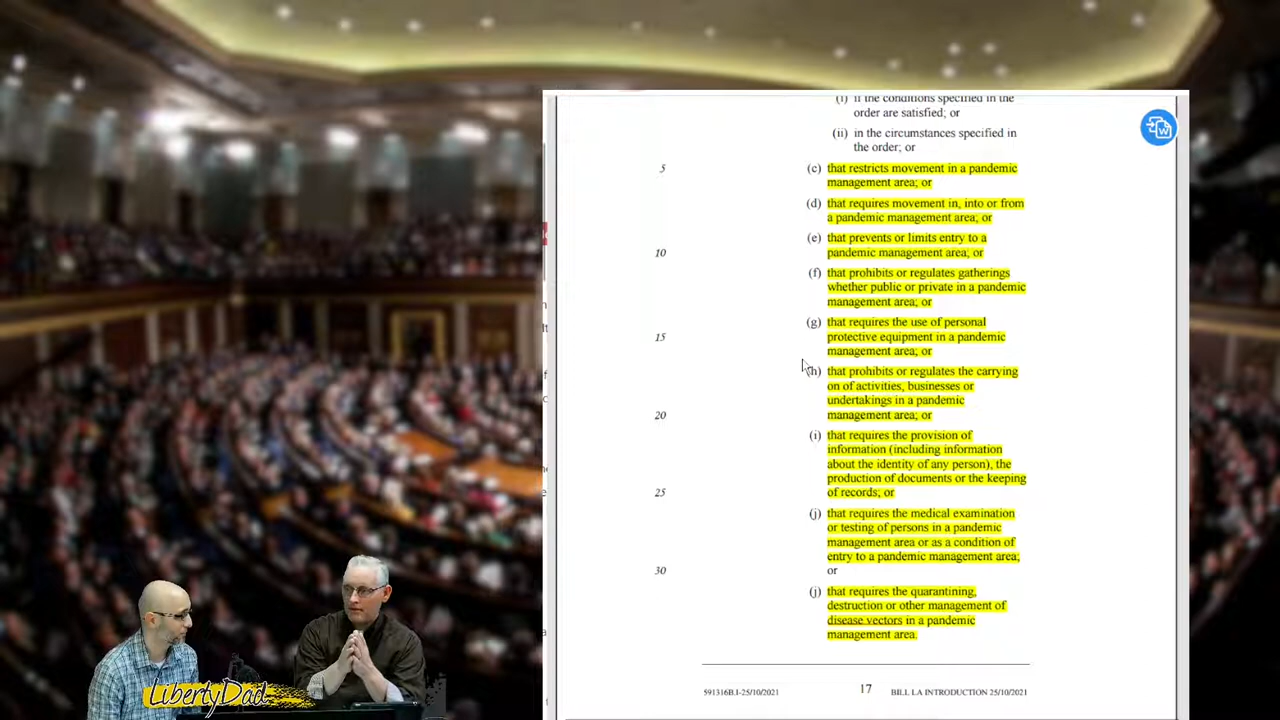 (i) if the conditions specified in the
order are satisfied; or
(ii) in the circumstances specified in
the order; or
5 (c) that restricts movement in a pandemic
management area; or
(d) that requires movement in, into or from
a pandemic management area; or
(e) that prevents or limits entry to a
10 pandemic management area; or
(f) that prohibits or regulates gatherings
whether public or private in a pandemic
management area; or
(g) that requires the use of personal
15 protective equipment in a pandemic
management area; or
(h) that prohibits or regulates the carrying
on of activities, businesses or
undertakings in a pandemic
20 management area; or
(i) that requires the provision of
information (including information
about the identity of any person), the
production of documents or the keeping
25 of records; or
(j) that requires the medical examination
or testing of persons in a pandemic
management area or as a condition of
entry to a pandemic management area;
30 or
(j) that requires the quarantining,
destruction or other management of
disease vectors in a pandemic
management area.
591316B.I-25/10/2021 17 BILL LA INTRODUCTION 25/10/2021
LibertyDad